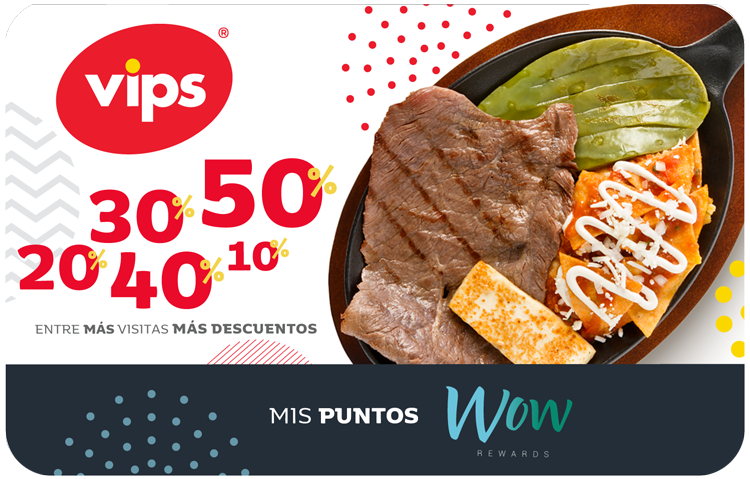 vips®
50%
30%
20%
40%
10%
ENTRE MÁS VISITAS MÁS DESCUENTOS
MIS PUNTOS
Wow
REWARDS